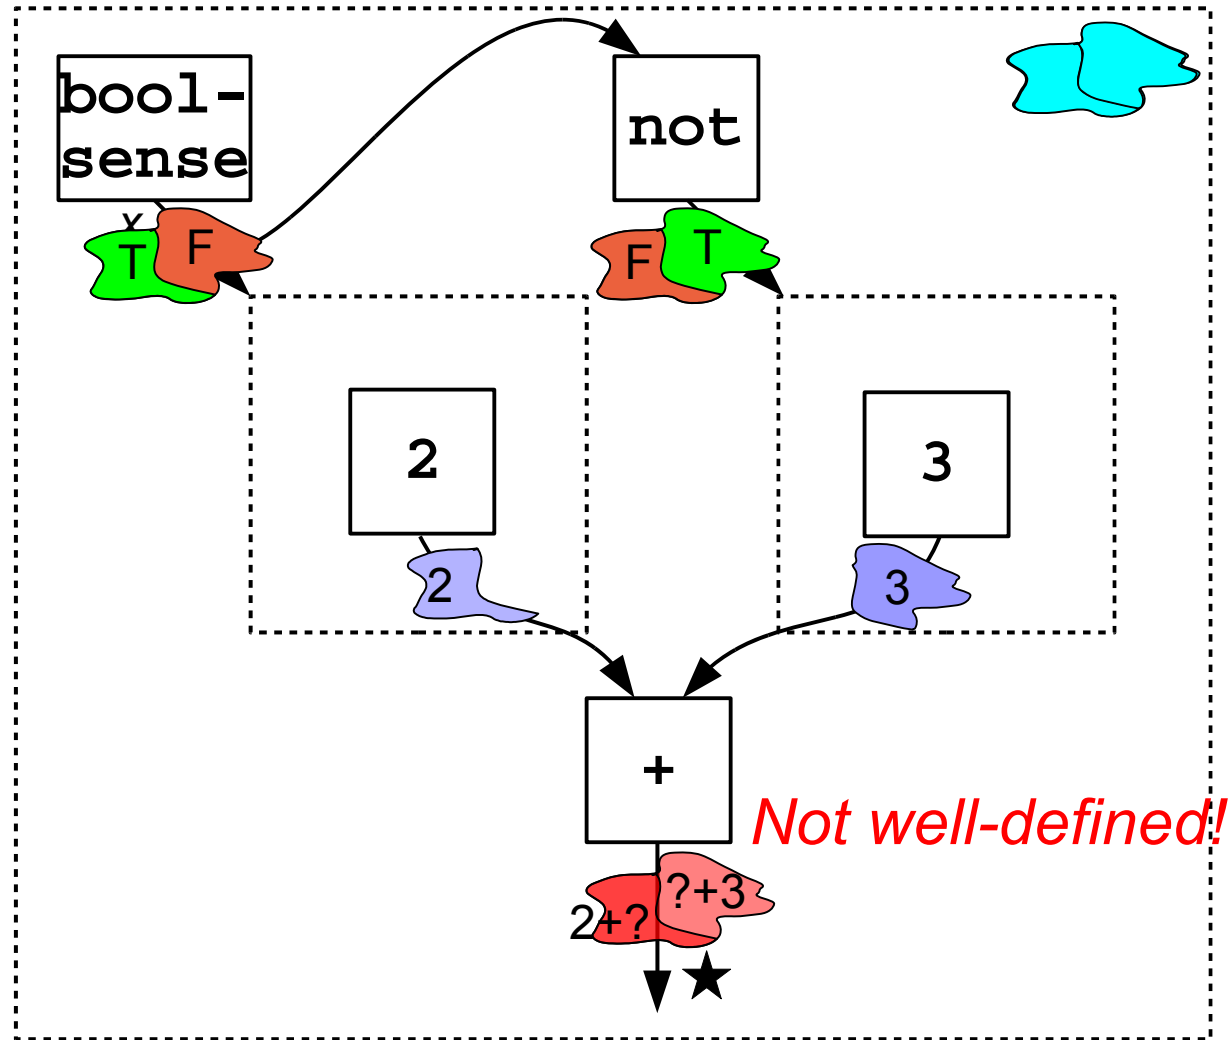 bool-
sense
not
x
T
F
F
T
2
3
2
3
+
Not well-defined!
2+?
?+3